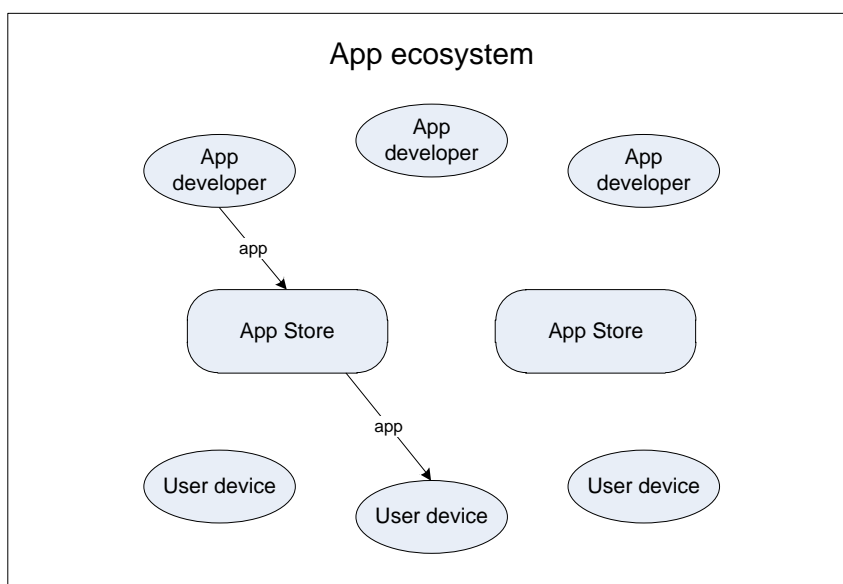 App ecosystem
App
developer
App
developer
App
developer
app
App Store
App Store
app
User device
User device
User device